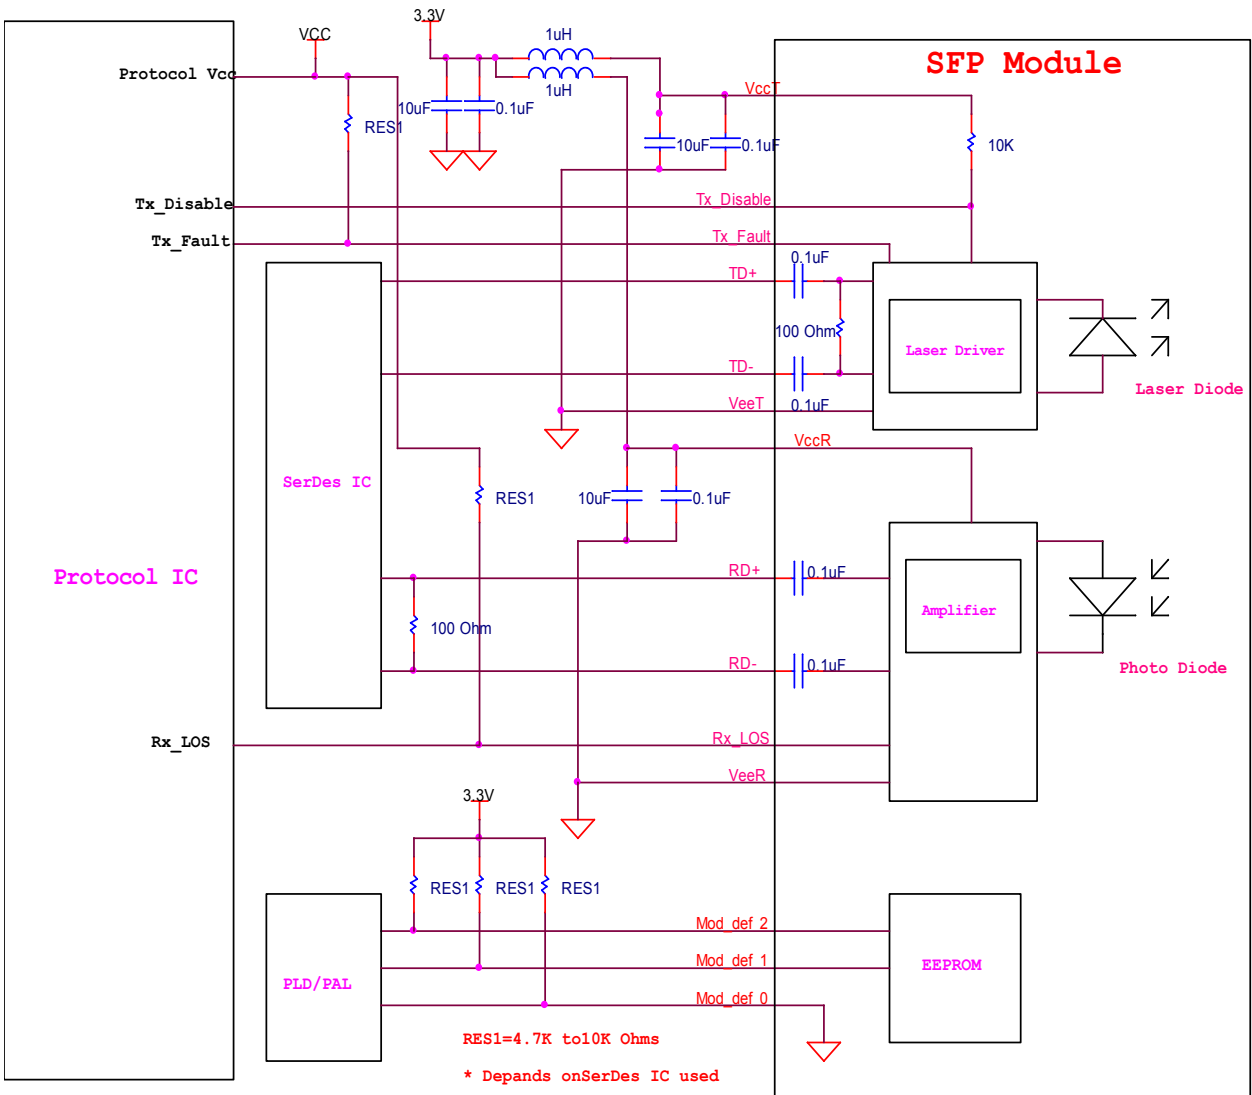 3.3V
VCC
1uH
SFP Module
Protocol Vcc
1uH
VccT
10uF
0.1uF
RES1
10uF
0.1uF
10K
Tx_Disable
Tx_Disable
Tx_Fault
Tx_Fault
0.1uF
TD+
100 Ohm
Laser Driver
TD-
Laser Diode
VeeT
0.1uF
VccR
SerDes IC
RES1
10uF
0.1uF
Protocol IC
RD+
0.1uF
Amplifier
100 Ohm
RD-
0.1uF
Photo Diode
Rx_LOS
Rx_LOS
VeeR
3.3V
RES1
RES1
RES1
Mod_def 2
Mod_def 1
EEPROM
PLD/PAL
Mod_def 0
RES1=4.7K to10K Ohms
* Depands onSerDes IC used